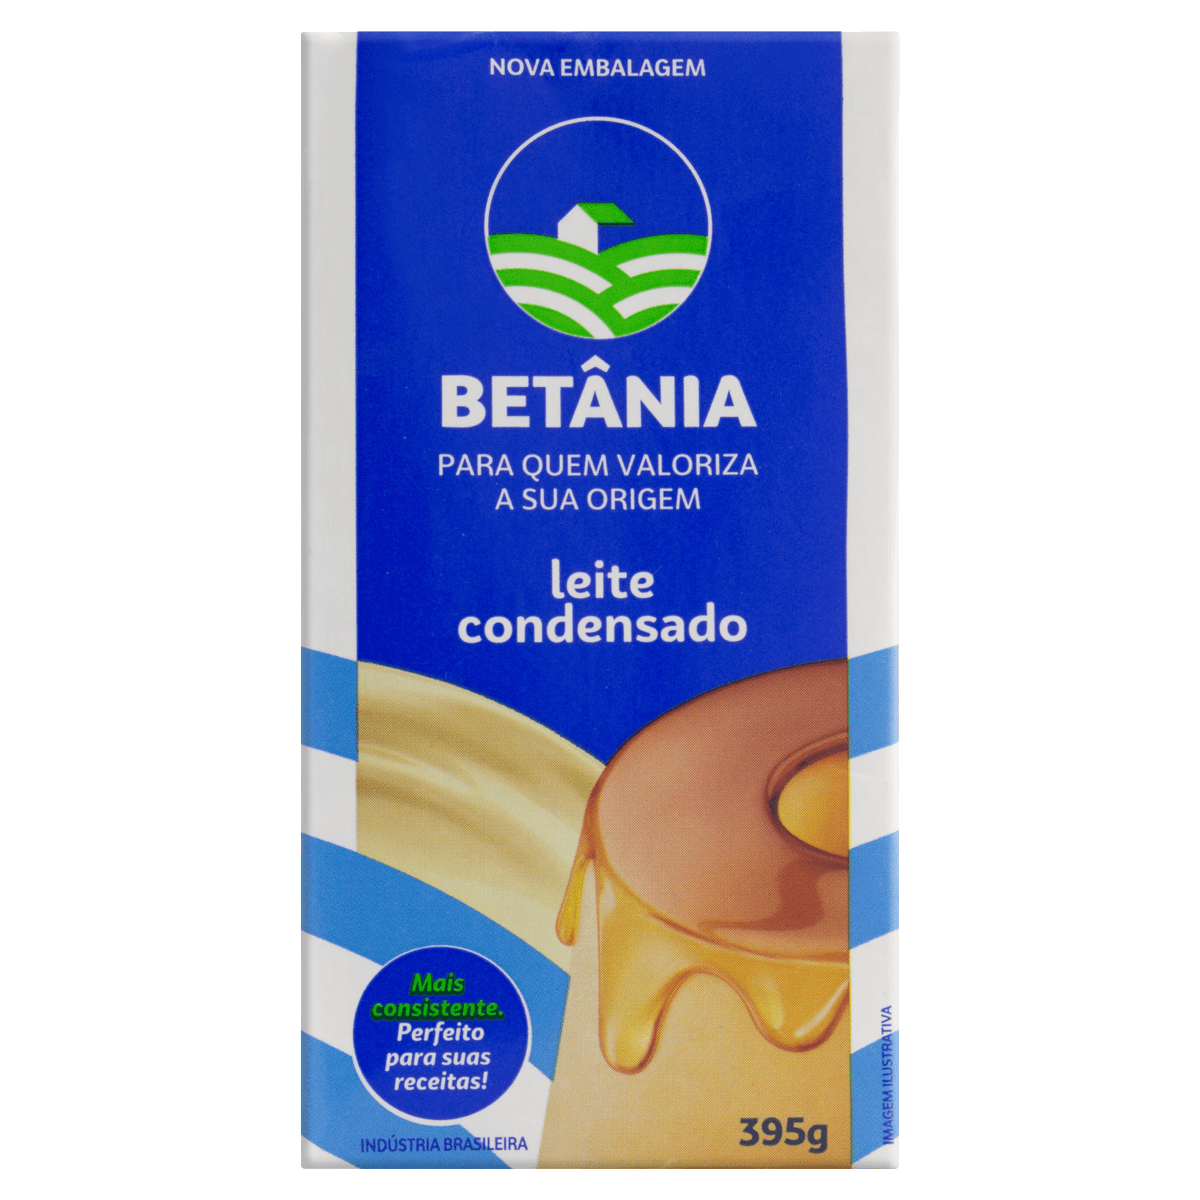 NOVA EMBALAGEM
BETÂNIA
PARA QUEM VALORIZA
A SUA ORIGEM
leite
condensado
Mais
consistente.
Perfeito
para suas
receitas!
INDÚSTRIA BRASILEIRA
395g
IMAGEM ILUSTRATIVA